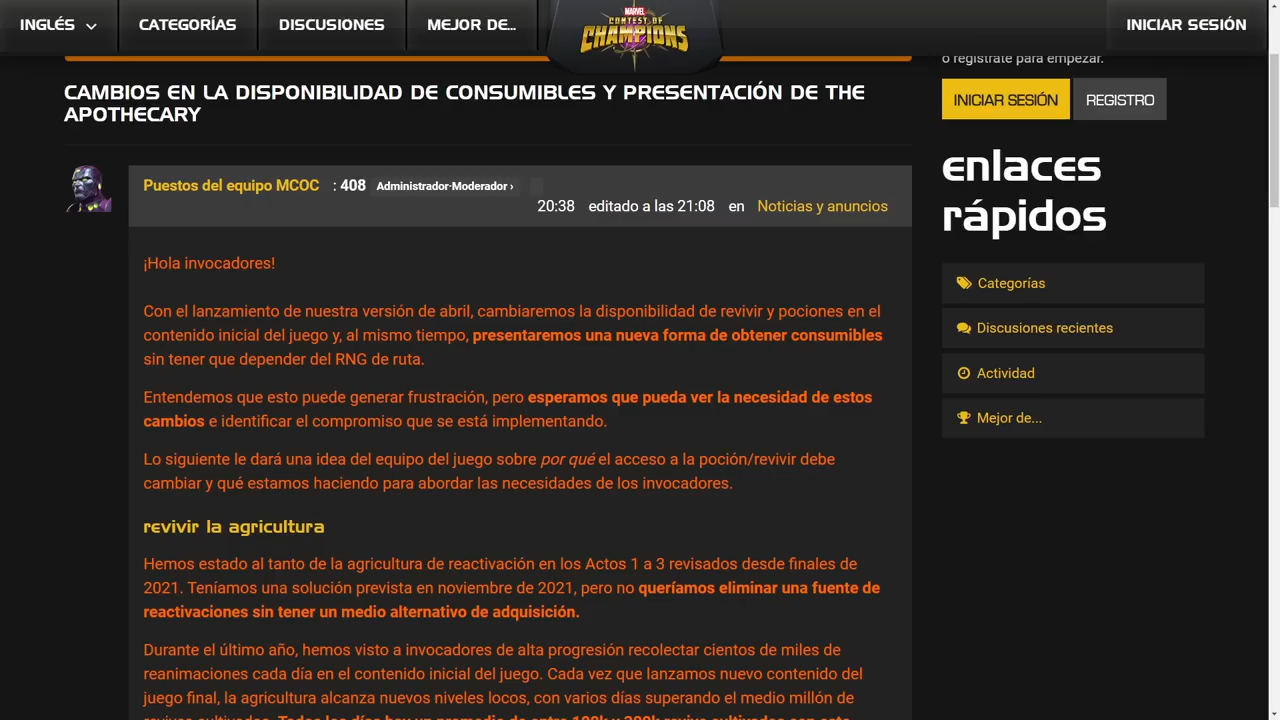 INGLÉS
CATEGORÍAS
DISCUSIONES
MEJOR DE...
MARVEL
CONTEST OF
CHAMPIONS
INICIAR SESIÓN
o regístrate para empezar.
INICIAR SESIÓN
REGISTRO
CAMBIOS EN LA DISPONIBILIDAD DE CONSUMIBLES Y PRESENTACIÓN DE THE
APOTHECARY
Puestos del equipo MCOC : 408 Administrador·Moderador ›
20:38 editado a las 21:08 en Noticias y anuncios
¡Hola invocadores!
Con el lanzamiento de nuestra versión de abril, cambiaremos la disponibilidad de revivir y pociones en el
contenido inicial del juego y, al mismo tiempo, presentaremos una nueva forma de obtener consumibles
sin tener que depender del RNG de ruta.
Entendemos que esto puede generar frustración, pero esperamos que pueda ver la necesidad de estos
cambios e identificar el compromiso que se está implementando.
Lo siguiente le dará una idea del equipo del juego sobre por qué el acceso a la poción/revivir debe
cambiar y qué estamos haciendo para abordar las necesidades de los invocadores.
revivir la agricultura
Hemos estado al tanto de la agricultura de reactivación en los Actos 1 a 3 revisados desde finales de
2021. Teníamos una solución prevista en noviembre de 2021, pero no queríamos eliminar una fuente de
reactivaciones sin tener un medio alternativo de adquisición.
Durante el último año, hemos visto a invocadores de alta progresión recolectar cientos de miles de
reanimaciones cada día en el contenido inicial del juego. Cada vez que lanzamos nuevo contenido del
juego final, la agricultura alcanza nuevos niveles locos, con varios días superando el medio millón de
enlaces
rápidos
Categorías
Discusiones recientes
Actividad
Mejor de...